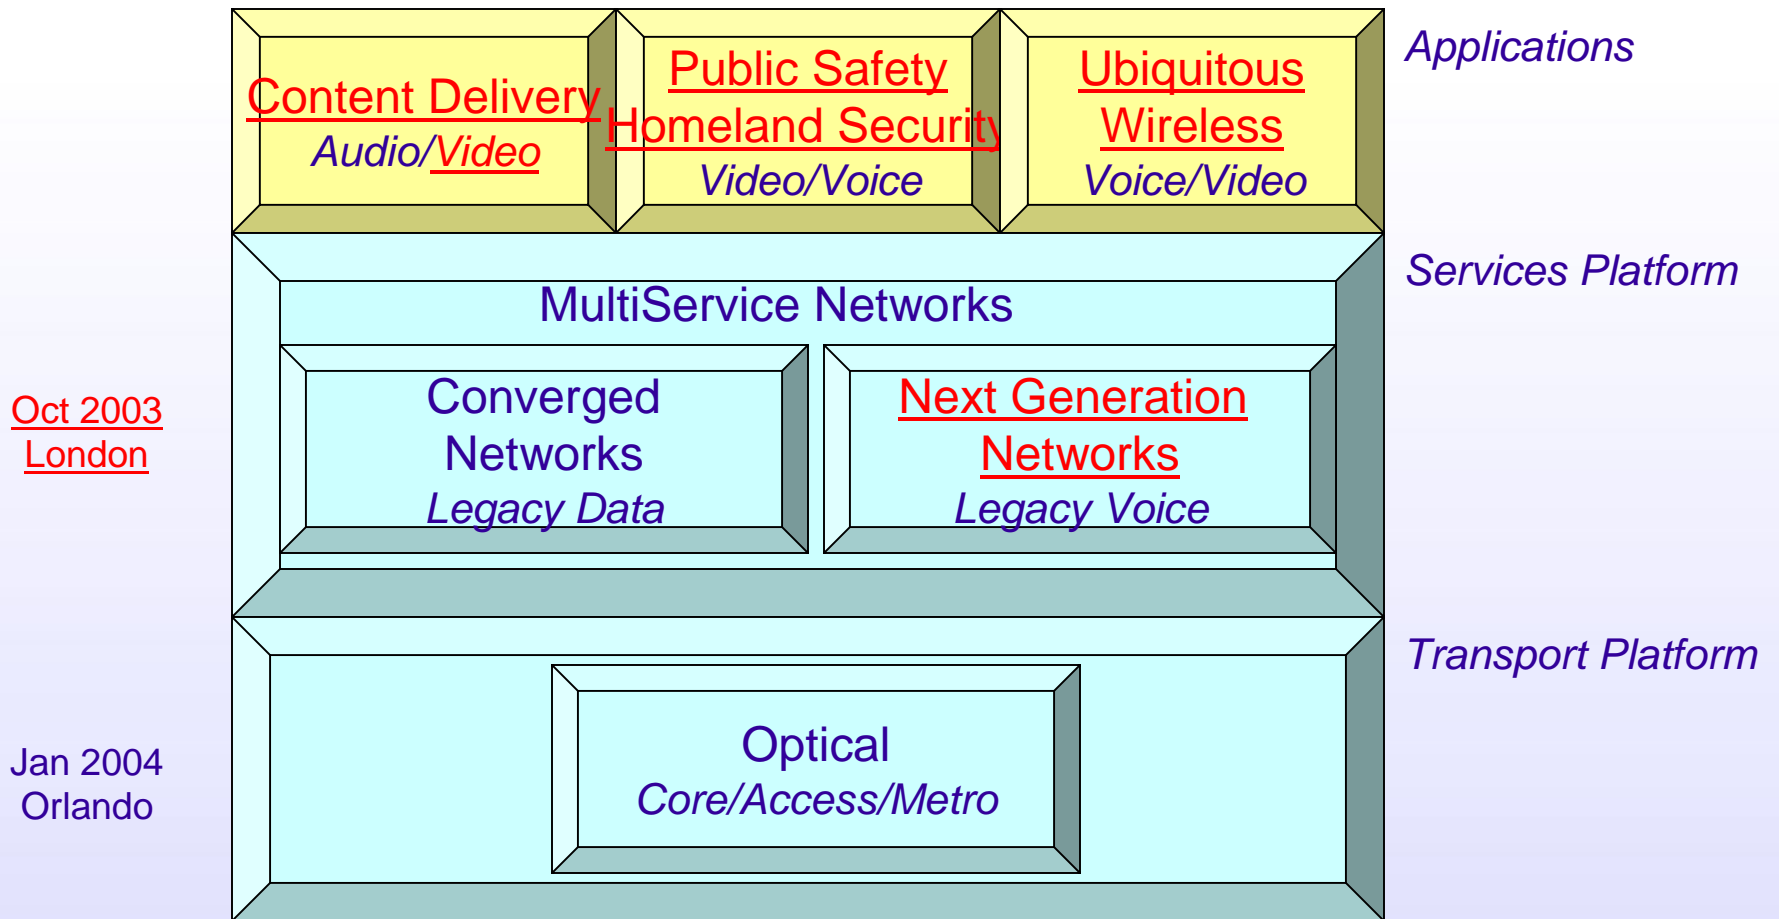 Applications
Content Delivery
Audio/Video
Public Safety
Homeland Security
Video/Voice
Ubiquitous
Wireless
Voice/Video
Services Platform
MultiService Networks
Oct 2003
London
Converged
Networks
Legacy Data
Next Generation
Networks
Legacy Voice
Transport Platform
Jan 2004
Orlando
Optical
Core/Access/Metro